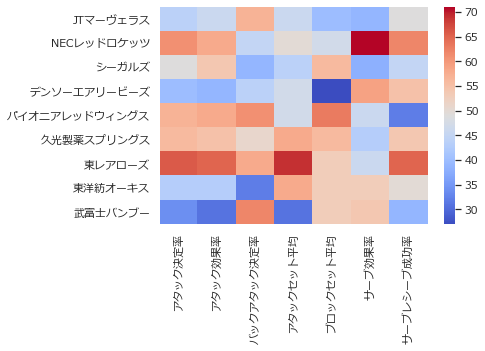 JTマーヴェラス
NECレッドロケッツ
シーガルズ
デンソーエアリービーズ
パイオニアレッドウィングス
久光製薬スプリングス
東レアローズ
東洋紡オーキス
武富士バンブー
アタック決定率
アタック効果率
バックアタック決定率
アタックセット平均
ブロックセット平均
サーブ効果率
サーブレシーブ成功率
70
65
60
55
50
45
40
35
30